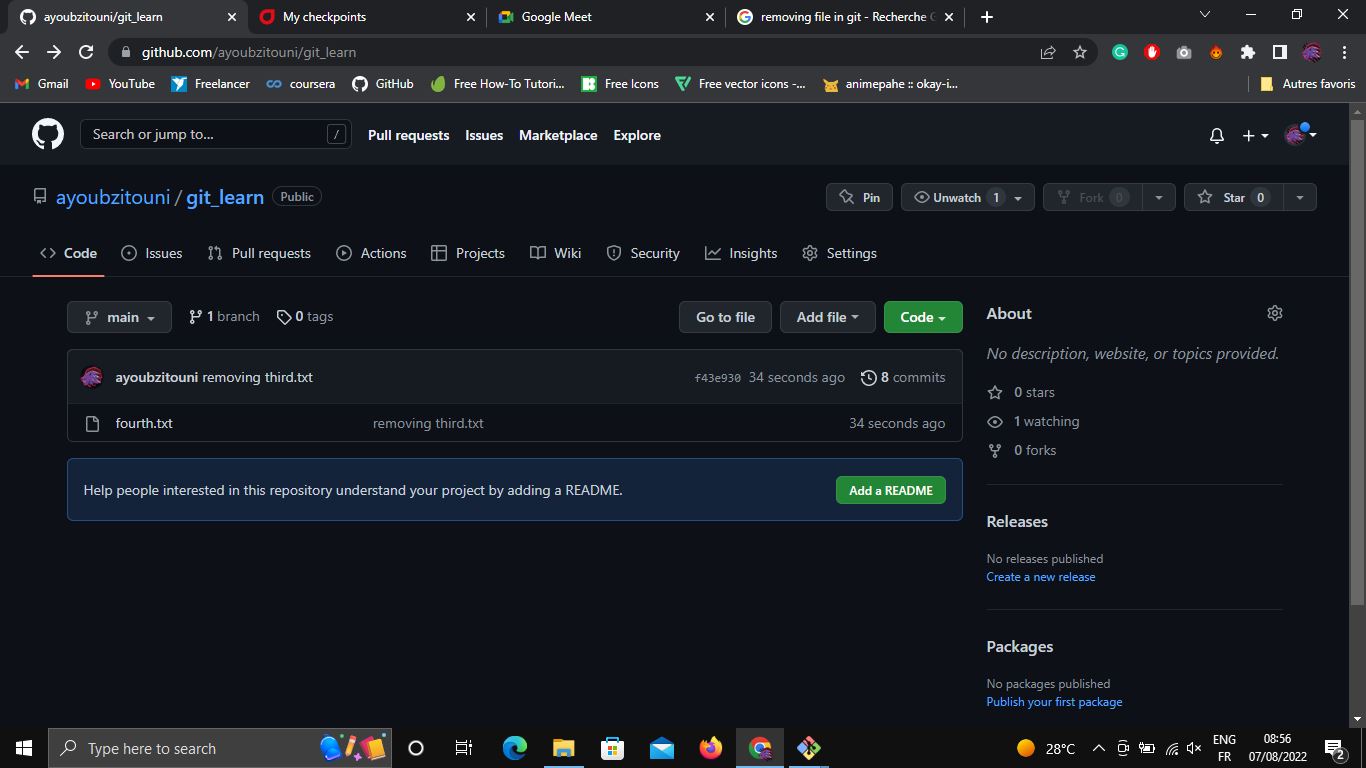 ayoubzitouni/git_learn
My checkpoints
Google Meet
removing file in git - Recherche G
github.com/ayoubzitouni/git_learn
Gmail
YouTube
Freelancer
coursera
GitHub
Free How-To Tutori...
Free Icons
Free vector icons -...
animepahe :: okay-i...
Autres favoris
Search or jump to...
/
Pull requests
Issues
Marketplace
Explore
ayoubzitouni / git_learn
Public
Pin
Unwatch 1
Fork 0
Star 0
Code
Issues
Pull requests
Actions
Projects
Wiki
Security
Insights
Settings
main
1 branch
0 tags
Go to file
Add file
Code
ayoubzitouni removing third.txt
f43e930 34 seconds ago
8 commits
fourth.txt
removing third.txt
34 seconds ago
Help people interested in this repository understand your project by adding a README.
Add a README
About
No description, website, or topics provided.
0 stars
1 watching
0 forks
Releases
No releases published
Create a new release
Packages
No packages published
Publish your first package
Type here to search
28°C
ENG
FR
08:56
07/08/2022
2